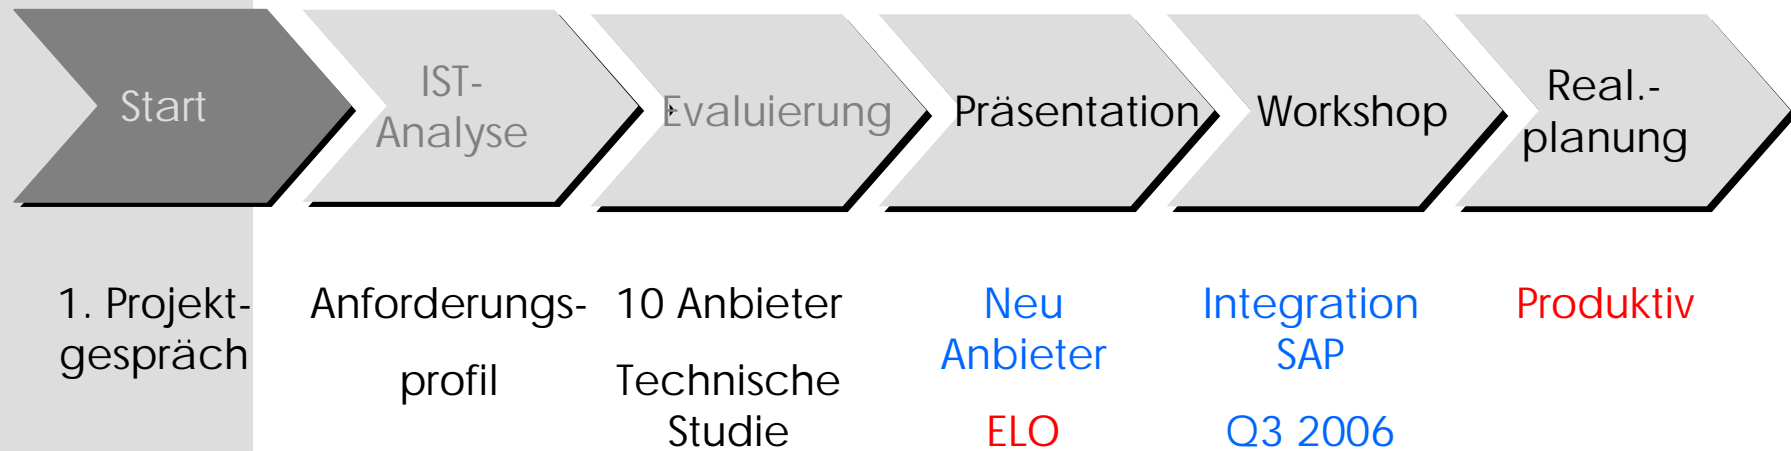 Start
IST-
Analyse
Evaluierung
Präsentation
Workshop
Real.-
planung
1. Projekt-
gespräch
Anforderungs-
profil
10 Anbieter
Technische
Studie
Neu
Anbieter
ELO
Integration
SAP
Q3 2006
Produktiv